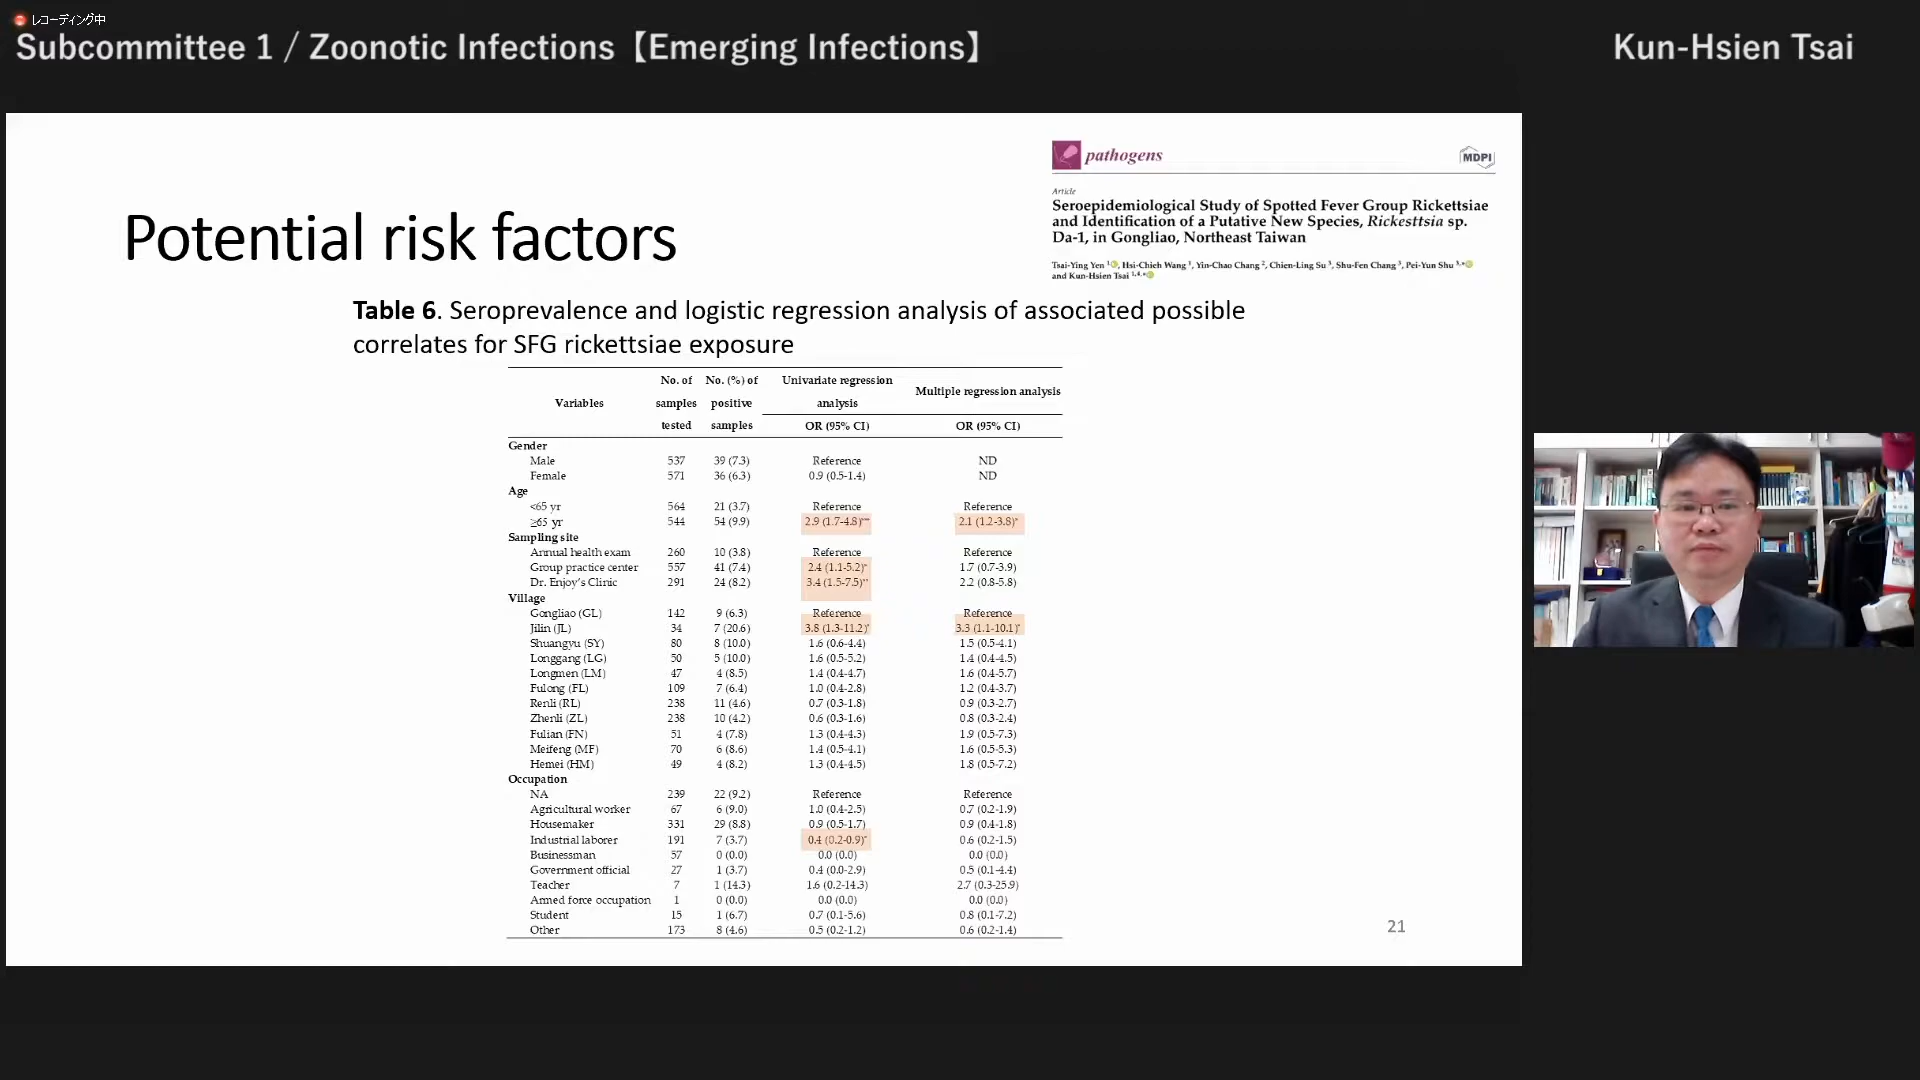 レコーディング中
Subcommittee 1 / Zoonotic Infections【Emerging Infections】
Kun-Hsien Tsai
pathogens
MDPI
Article
Seroepidemiological Study of Spotted Fever Group Rickettsiae
and Identification of a Putative New Species, Rickesttsia sp.
Da-1, in Gongliao, Northeast Taiwan
Tsai-Ying Yen 1, Hsi-Chieh Wang 1, Yin-Chao Chang 2, Chien-Ling Su 3, Shu-Fen Chang 3, Pei-Yun Shu 3,*
and Kun-Hsien Tsai 1,4,*
Potential risk factors
Table 6. Seroprevalence and logistic regression analysis of associated possible
correlates for SFG rickettsiae exposure
No. of No. (%) of Univariate regression
Multiple regression analysis
Variables samples positive analysis
tested samples OR (95% CI) OR (95% CI)
Gender
Male 537 39 (7.3) Reference ND
Female 571 36 (6.3) 0.9 (0.5-1.4) ND
Age
<65 yr 564 21 (3.7) Reference Reference
≥65 yr 544 54 (9.9) 2.9 (1.7-4.8)*** 2.1 (1.2-3.8)*
Sampling site
Annual health exam 260 10 (3.8) Reference Reference
Group practice center 557 41 (7.4) 2.4 (1.1-5.2)* 1.7 (0.7-3.9)
Dr. Enjoy's Clinic 291 24 (8.2) 3.4 (1.5-7.5)** 2.2 (0.8-5.8)
Village
Gongliao (GL) 142 9 (6.3) Reference Reference
Jilin (JL) 34 7 (20.6) 3.8 (1.3-11.2)* 3.3 (1.1-10.1)*
Shuangyu (SY) 80 8 (10.0) 1.6 (0.6-4.4) 1.5 (0.5-4.1)
Longgang (LG) 50 5 (10.0) 1.6 (0.5-5.2) 1.4 (0.4-4.5)
Longmen (LM) 47 4 (8.5) 1.4 (0.4-4.7) 1.6 (0.4-5.7)
Fulong (FL) 109 7 (6.4) 1.0 (0.4-2.8) 1.2 (0.4-3.7)
Renli (RL) 238 11 (4.6) 0.7 (0.3-1.8) 0.9 (0.3-2.7)
Zhenli (ZL) 238 10 (4.2) 0.6 (0.3-1.6) 0.8 (0.3-2.4)
Fulian (FN) 51 4 (7.8) 1.3 (0.4-4.3) 1.9 (0.5-7.3)
Meifeng (MF) 70 6 (8.6) 1.4 (0.5-4.1) 1.6 (0.5-5.3)
Hemei (HM) 49 4 (8.2) 1.3 (0.4-4.5) 1.8 (0.5-7.2)
Occupation
NA 239 22 (9.2) Reference Reference
Agricultural worker 67 6 (9.0) 1.0 (0.4-2.5) 0.7 (0.2-1.9)
Housemaker 331 29 (8.8) 0.9 (0.5-1.7) 0.9 (0.4-1.8)
Industrial laborer 191 7 (3.7) 0.4 (0.2-0.9)* 0.6 (0.2-1.5)
Businessman 57 0 (0.0) 0.0 (0.0) 0.0 (0.0)
Government official 27 1 (3.7) 0.4 (0.0-2.9) 0.5 (0.1-4.4)
Teacher 7 1 (14.3) 1.6 (0.2-14.3) 2.7 (0.3-25.9)
Armed force occupation 1 0 (0.0) 0.0 (0.0) 0.0 (0.0)
Student 15 1 (6.7) 0.7 (0.1-5.6) 0.8 (0.1-7.2)
Other 173 8 (4.6) 0.5 (0.2-1.2) 0.6 (0.2-1.4)
21